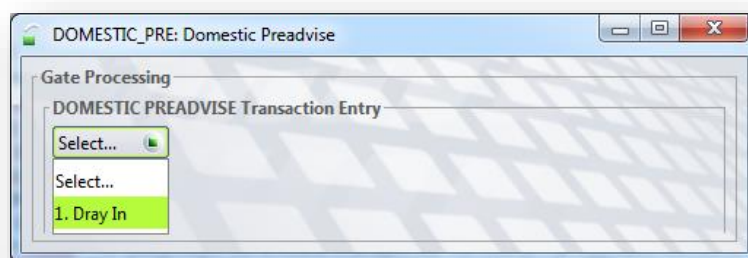 DOMESTIC_PRE: Domestic Preadvise
Gate Processing
DOMESTIC PREADVISE Transaction Entry
Select...
Select...
1. Dray In